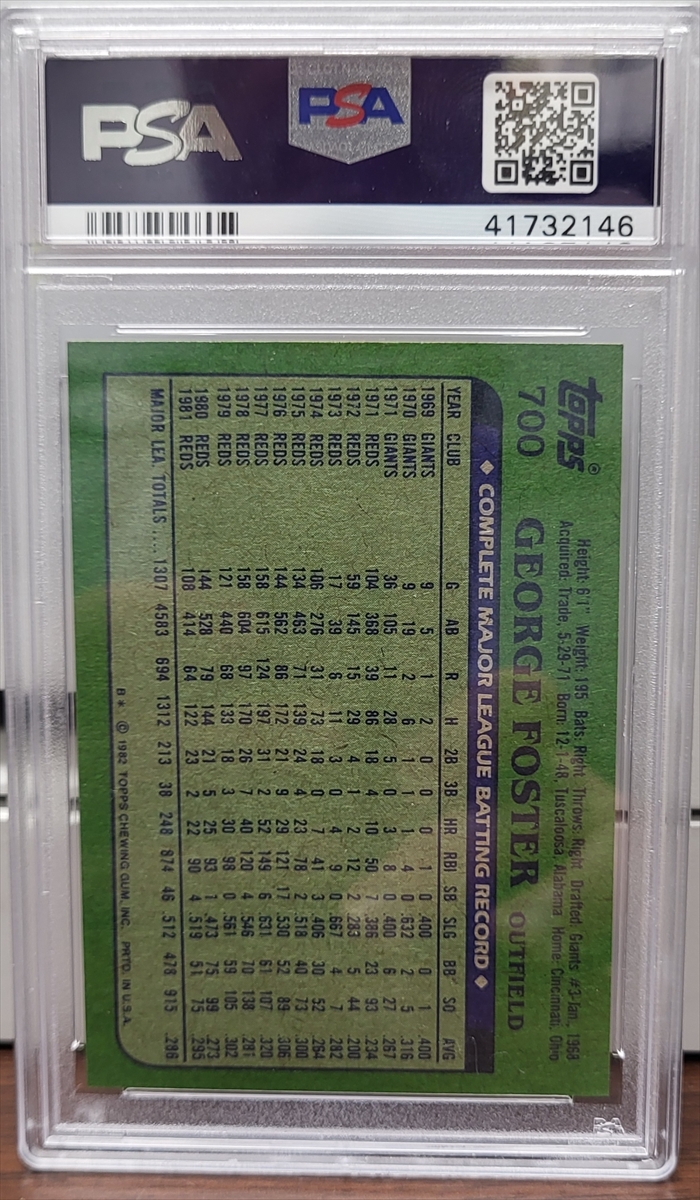 PSA
PSA
41732146
Topps®
700
Height: 6'1" Weight: 195 Bats: Right Throws: Right Drafted: Giants #3-Jan., 1968
Acquired: Trade, 5-29-71 Born: 12-1-48, Tuscaloosa, Alabama Home: Cincinnati, Ohio
GEORGE FOSTER OUTFIELD
◆ COMPLETE MAJOR LEAGUE BATTING RECORD ◆
YEAR CLUB G AB R H 2B 3B HR RBI SB SLG BB SO AVG
1969 GIANTS 9 5 1 2 0 0 0 1 0 .400 0 1 .400
1970 GIANTS 9 19 2 6 1 1 1 4 0 .632 2 5 .316
1971 GIANTS 36 105 11 28 5 0 3 8 0 .400 6 27 .267
1971 REDS 104 368 39 86 18 4 10 50 7 .386 23 93 .234
1972 REDS 59 145 15 29 4 1 2 12 2 .283 5 44 .200
1973 REDS 17 39 6 11 3 0 4 9 0 .667 4 7 .282
1974 REDS 106 276 31 73 18 0 7 41 3 .406 30 52 .264
1975 REDS 134 463 71 139 24 4 23 78 2 .518 40 73 .300
1976 REDS 144 562 86 172 21 9 29 121 17 .530 52 89 .306
1977 REDS 158 615 124 197 31 2 52 149 6 .631 61 107 .320
1978 REDS 158 604 97 170 26 7 40 120 4 .546 70 138 .281
1979 REDS 121 440 68 133 18 3 30 98 0 .561 59 105 .302
1980 REDS 144 528 79 144 21 5 25 93 1 .473 75 99 .273
1981 REDS 108 414 64 122 23 2 22 90 4 .519 51 75 .295
MAJOR LEA. TOTALS .... 1307 4583 694 1312 213 38 248 874 46 .512 478 915 .286
B* © 1982 TOPPS CHEWING GUM, INC. PRTD. IN U.S.A.